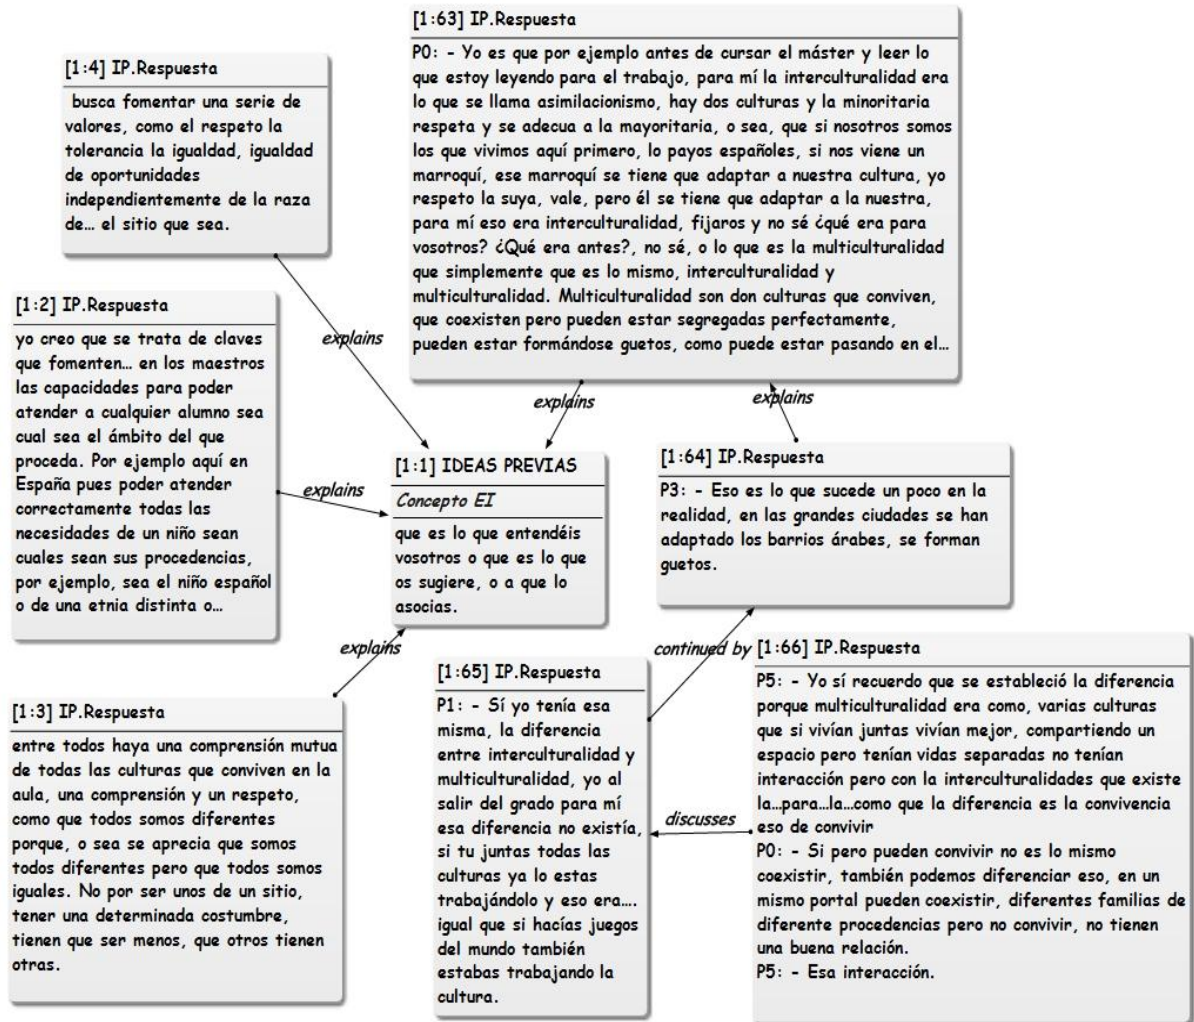 [1:63] IP.Respuesta
P0: - Yo es que por ejemplo antes de cursar el máster y leer lo
que estoy leyendo para el trabajo, para mí la interculturalidad era
lo que se llama asimilacionismo, hay dos culturas y la minoritaria
respeta y se adecua a la mayoritaria, o sea, que si nosotros somos
los que vivimos aquí primero, lo payos españoles, si nos viene un
marroquí, ese marroquí se tiene que adaptar a nuestra cultura, yo
respeto la suya, vale, pero él se tiene que adaptar a la nuestra,
para mí eso era interculturalidad, fijaros y no sé ¿qué era para
vosotros? ¿Qué era antes?, no sé, o lo que es la multiculturalidad
que simplemente que es lo mismo, interculturalidad y
multiculturalidad. Multiculturalidad son don culturas que conviven,
que coexisten pero pueden estar segregadas perfectamente,
pueden estar formándose guetos, como puede estar pasando en el...
[1:4] IP.Respuesta
busca fomentar una serie de
valores, como el respeto la
tolerancia la igualdad, igualdad
de oportunidades
independientemente de la raza
de... el sitio que sea.
explains
[1:2] IP.Respuesta
yo creo que se trata de claves
que fomenten... en los maestros
las capacidades para poder
atender a cualquier alumno sea
cual sea el ámbito del que
proceda. Por ejemplo aquí en
España pues poder atender
correctamente todas las
necesidades de un niño sean
cuales sean sus procedencias,
por ejemplo, sea el niño español
o de una etnia distinta o...
explains
explains
explains
[1:1] IDEAS PREVIAS
Concepto EI
que es lo que entendéis
vosotros o que es lo que
os sugiere, o a que lo
asocias.
[1:64] IP.Respuesta
P3: - Eso es lo que sucede un poco en la
realidad, en las grandes ciudades se han
adaptado los barrios árabes, se forman
guetos.
explains
continued by
[1:3] IP.Respuesta
entre todos haya una comprensión mutua
de todas las culturas que conviven en la
aula, una comprensión y un respeto,
como que todos somos diferentes
porque, o sea se aprecia que somos
todos diferentes pero que todos somos
iguales. No por ser unos de un sitio,
tener una determinada costumbre,
tienen que ser menos, que otros tienen
otras.
[1:65] IP.Respuesta
P1: - Sí yo tenía esa
misma, la diferencia
entre interculturalidad y
multiculturalidad, yo al
salir del grado para mí
esa diferencia no existía,
si tu juntas todas las
culturas ya lo estas
trabajándolo y eso era....
igual que si hacías juegos
del mundo también
estabas trabajando la
cultura.
discusses
[1:66] IP.Respuesta
P5: - Yo sí recuerdo que se estableció la diferencia
porque multiculturalidad era como, varias culturas
que si vivían juntas vivían mejor, compartiendo un
espacio pero tenían vidas separadas no tenían
interacción pero con la interculturalidades que existe
la...para...la...como que la diferencia es la convivencia
eso de convivir
P0: - Si pero pueden convivir no es lo mismo
coexistir, también podemos diferenciar eso, en un
mismo portal pueden coexistir, diferentes familias de
diferente procedencias pero no convivir, no tienen
una buena relación.
P5: - Esa interacción.